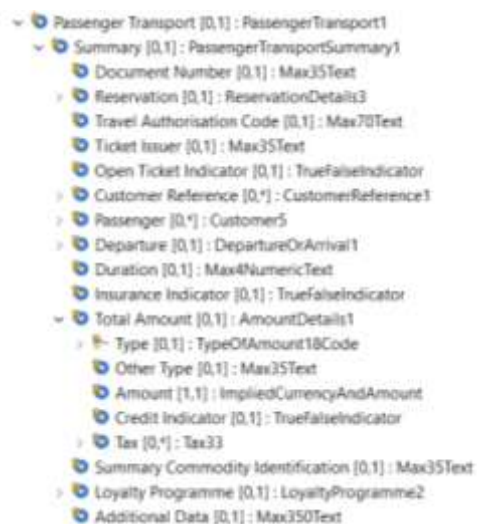 Passenger Transport [0,1] : PassengerTransport1
Summary [0,1] : PassengerTransportSummary1
Document Number [0,1] : Max35Text
Reservation [0,1] : ReservationDetails3
Travel Authorisation Code [0,1] : Max70Text
Ticket Issuer [0,1] : Max35Text
Open Ticket Indicator [0,1] : TrueFalseIndicator
Customer Reference [0,*] : CustomerReference1
Passenger [0,*] : Customer5
Departure [0,1] : DepartureOrArrival1
Duration [0,1] : Max4NumericText
Insurance Indicator [0,1] : TrueFalseIndicator
Total Amount [0,1] : AmountDetails1
Type [0,1] : TypeOfAmount18Code
Other Type [0,1] : Max35Text
Amount [1,1] : ImpliedCurrencyAndAmount
Credit Indicator [0,1] : TrueFalseIndicator
Tax [0,*] : Tax33
Summary Commodity Identification [0,1] : Max35Text
Loyalty Programme [0,1] : LoyaltyProgramme2
Additional Data [0,1] : Max350Text